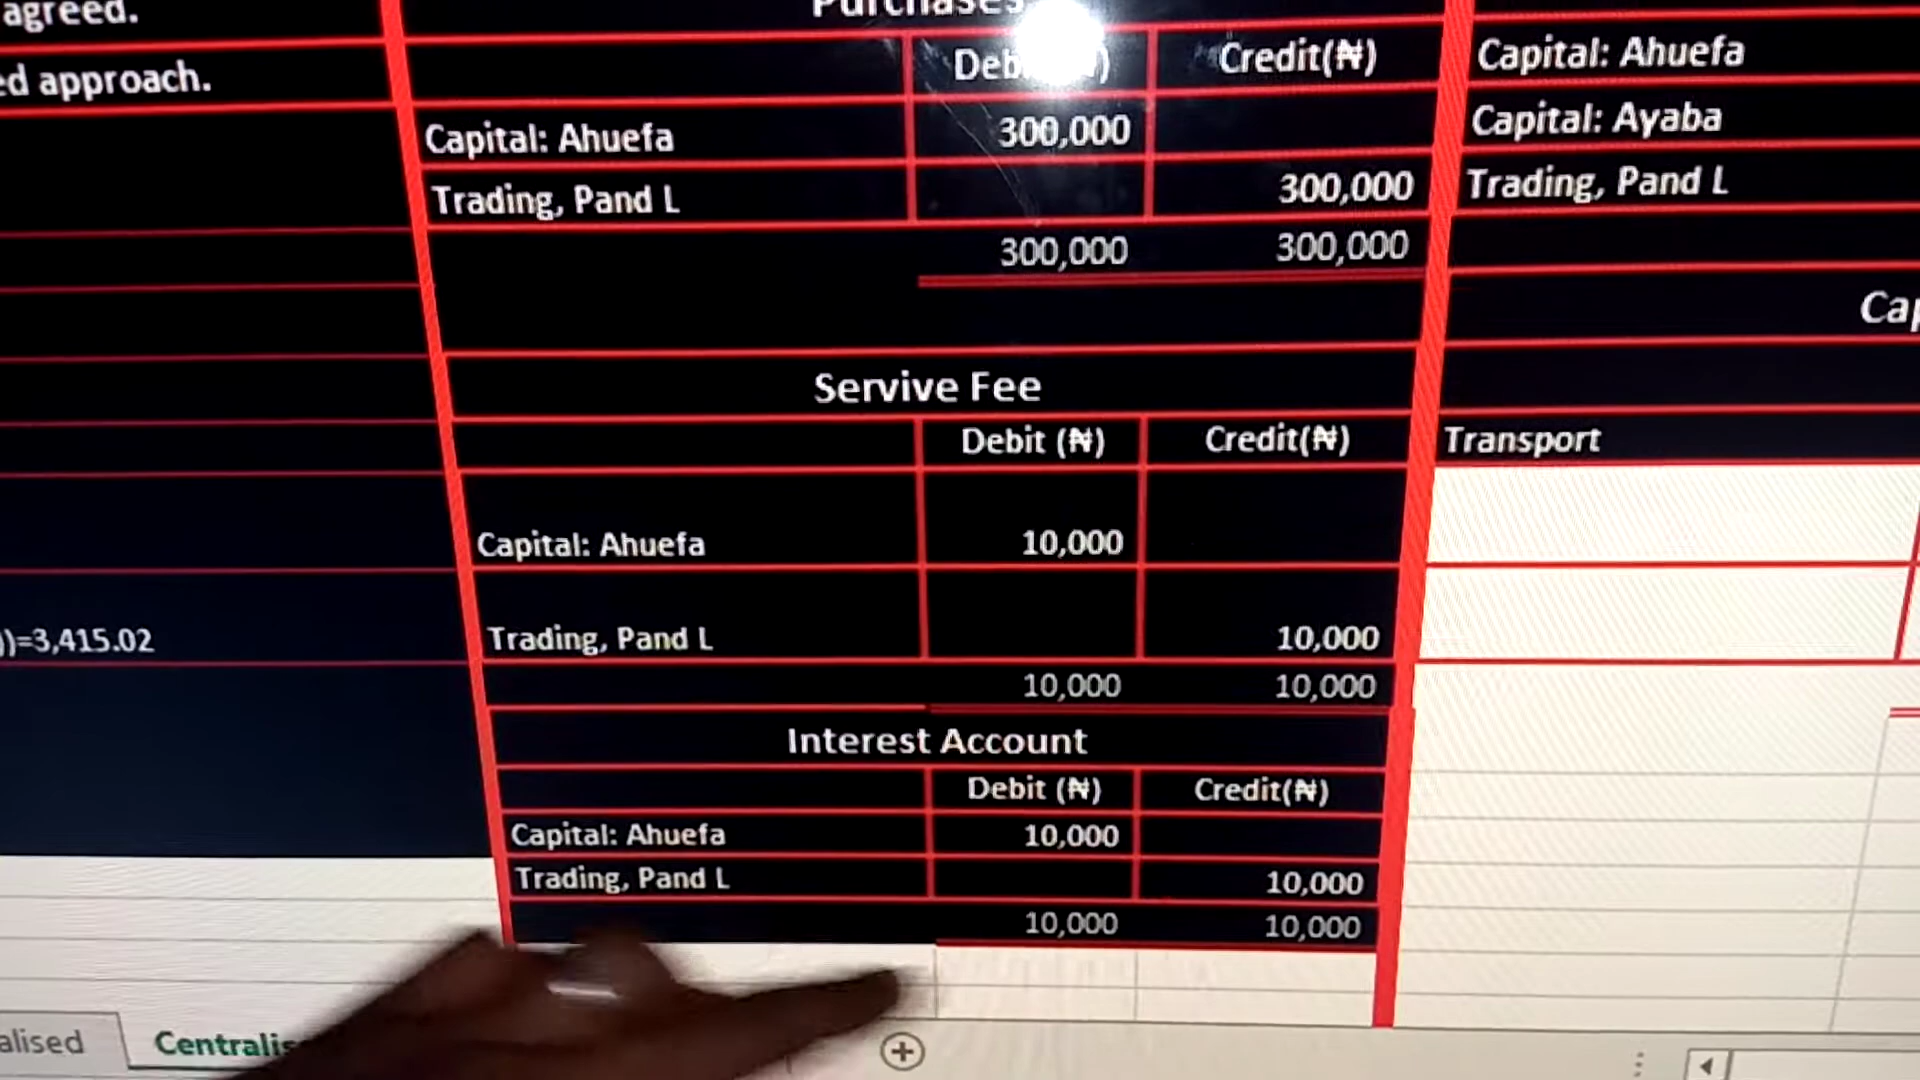 agreed.
Purchases
Credit(₦)
Capital: Ahuefa
ed approach.
Capital: Ahuefa 300,000
Capital: Ayaba
Trading, Pand L 300,000
Trading, Pand L
300,000 300,000
Servive Fee
Debit (₦) Credit(₦)
Transport
Capital: Ahuefa 10,000
)=3,415.02
Trading, Pand L 10,000
10,000 10,000
Interest Account
Debit (₦) Credit(₦)
Capital: Ahuefa 10,000
Trading, Pand L 10,000
10,000 10,000
alised